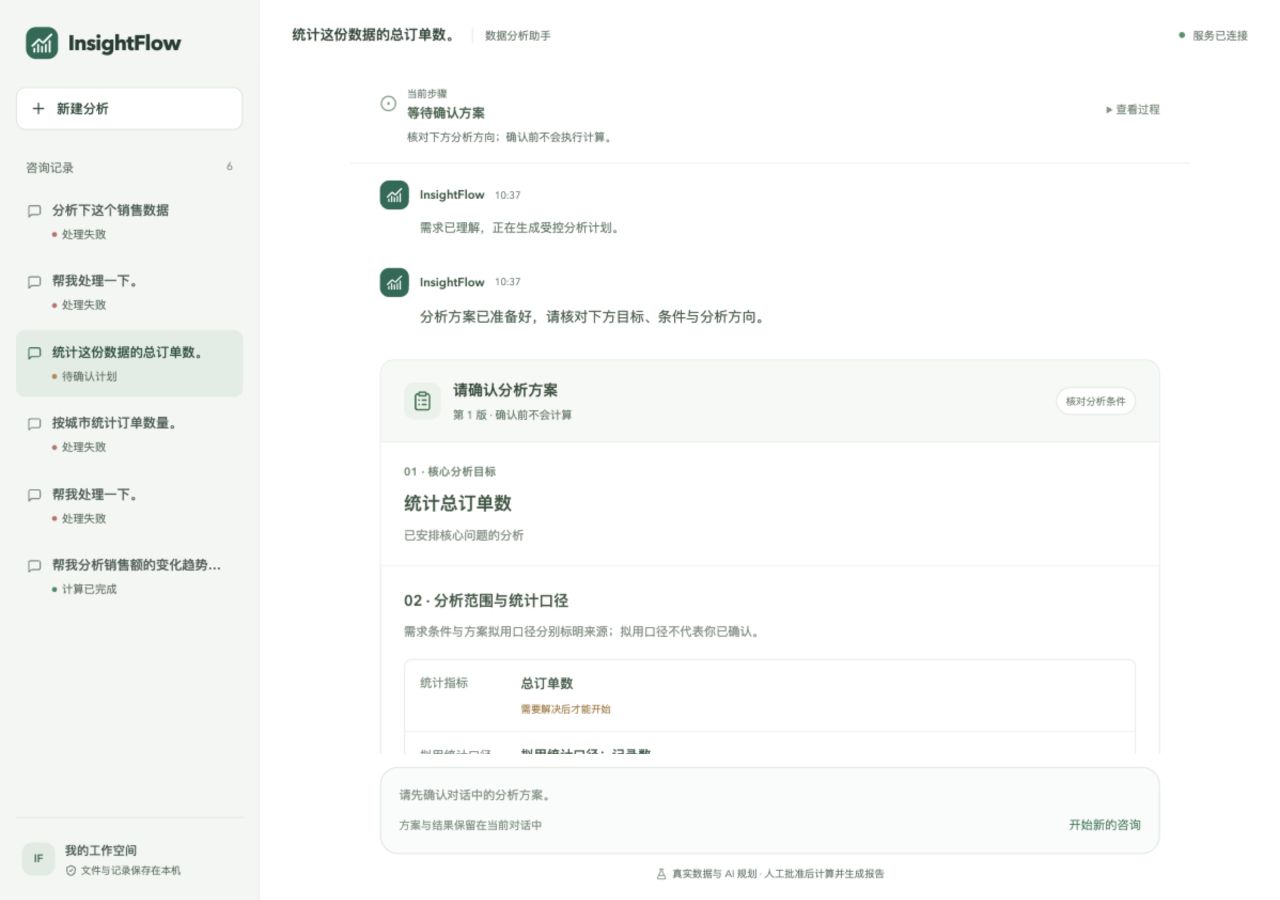 InsightFlow
新建分析
咨询记录 6
分析下这个销售数据
处理失败
帮我处理一下。
处理失败
统计这份数据的总订单数。
待确认计划
按城市统计订单数量。
处理失败
帮我处理一下。
处理失败
帮我分析销售额的变化趋势...
计算已完成
IF
我的工作空间
文件与记录保存在本机
统计这份数据的总订单数。 数据分析助手
服务已连接
当前步骤
等待确认方案
核对下方分析方向；确认前不会执行计算。
查看过程
InsightFlow 10:37
需求已理解，正在生成受控分析计划。
InsightFlow 10:37
分析方案已准备好，请核对下方目标、条件与分析方向。
请确认分析方案
第 1 版 · 确认前不会计算
核对分析条件
01 · 核心分析目标
统计总订单数
已安排核心问题的分析
02 · 分析范围与统计口径
需求条件与方案拟用口径分别标明来源；拟用口径不代表你已确认。
统计指标 总订单数
需要解决后才能开始
拟用统计口径 拟用统计口径：记录数
请先确认对话中的分析方案。
方案与结果保留在当前对话中
开始新的咨询
真实数据与 AI 规划 · 人工批准后计算并生成报告